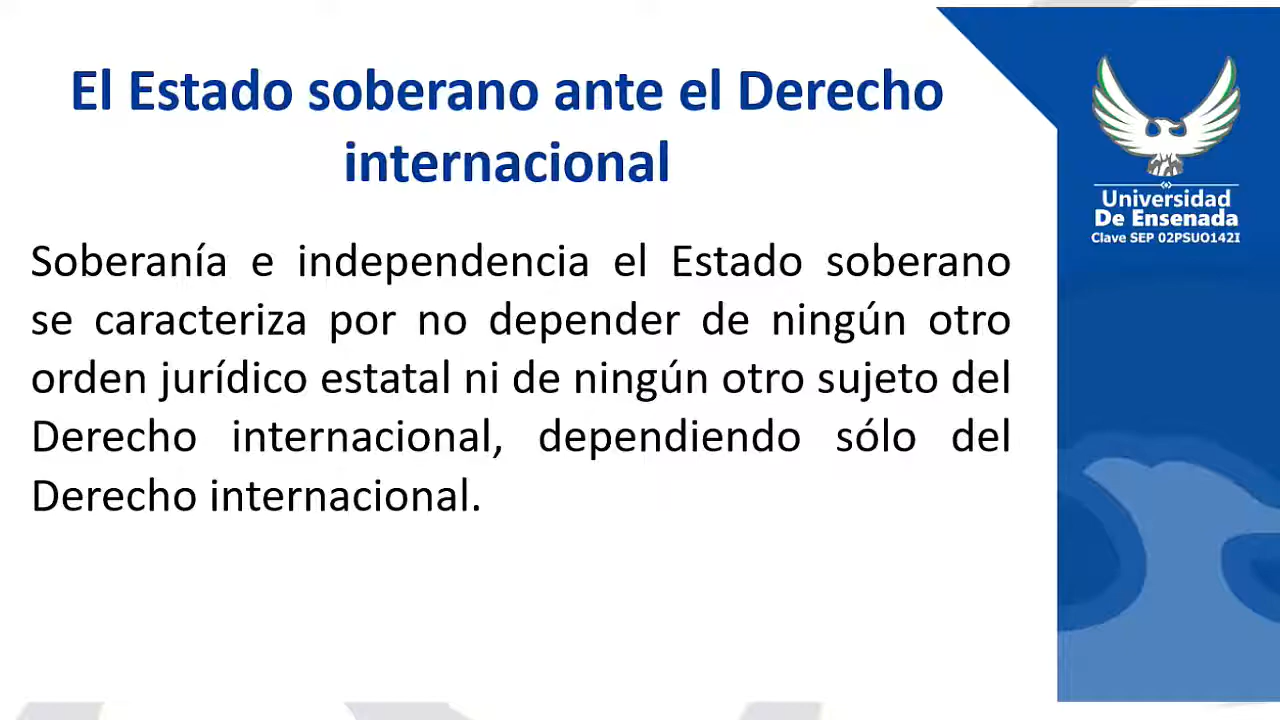 El Estado soberano ante el Derecho
internacional
Soberanía e independencia el Estado soberano
se caracteriza por no depender de ningún otro
orden jurídico estatal ni de ningún otro sujeto del
Derecho internacional, dependiendo sólo del
Derecho internacional.
Universidad
De Ensenada
Clave SEP 02PSUO142I